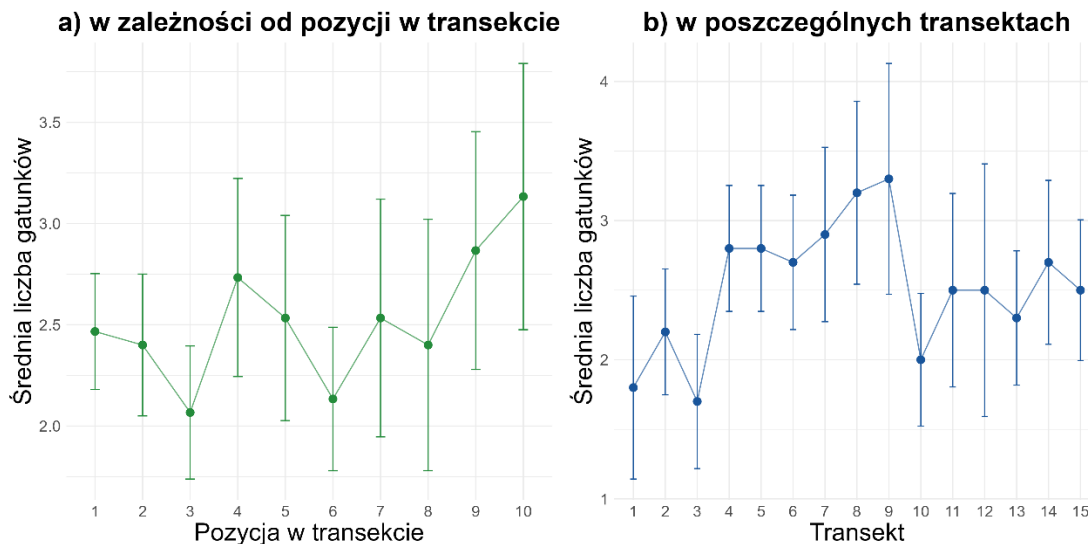 a) w zależności od pozycji w transekcie
Średnia liczba gatunków
3.5
3.0
2.5
2.0
1 2 3 4 5 6 7 8 9 10
Pozycja w transekcie
b) w poszczególnych transektach
Średnia liczba gatunków
4
3
2
1
1 2 3 4 5 6 7 8 9 10 11 12 13 14 15
Transekt